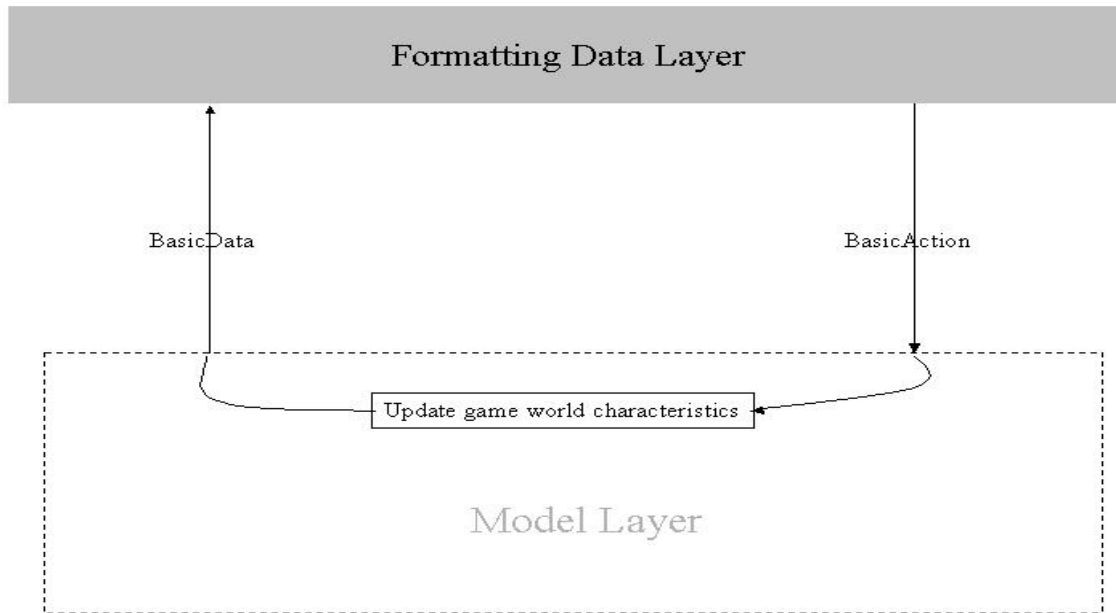 Formatting Data Layer
BasicData
BasicAction
Update game world characteristics
Model Layer